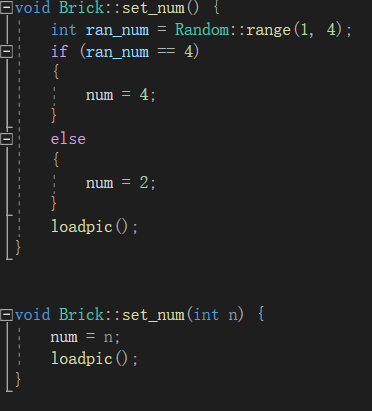 void Brick::set_num() {
    int ran_num = Random::range(1, 4);
    if (ran_num == 4)
    {
        num = 4;
    }
    else
    {
        num = 2;
    }
    loadpic();
}
void Brick::set_num(int n) {
    num = n;
    loadpic();
}